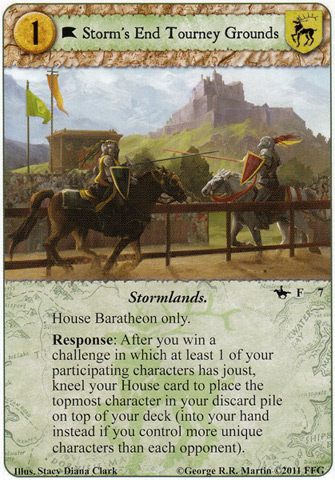 1 Storm's End Tourney Grounds
Stormlands.
F 7
House Baratheon only.
Response: After you win a
challenge in which at least 1 of your
participating characters has joust,
kneel your House card to place the
topmost character in your discard pile
on top of your deck (into your hand
instead if you control more unique
characters than each opponent).
Illus. Stacy Diana Clark
©George R.R. Martin ©2011 FFG